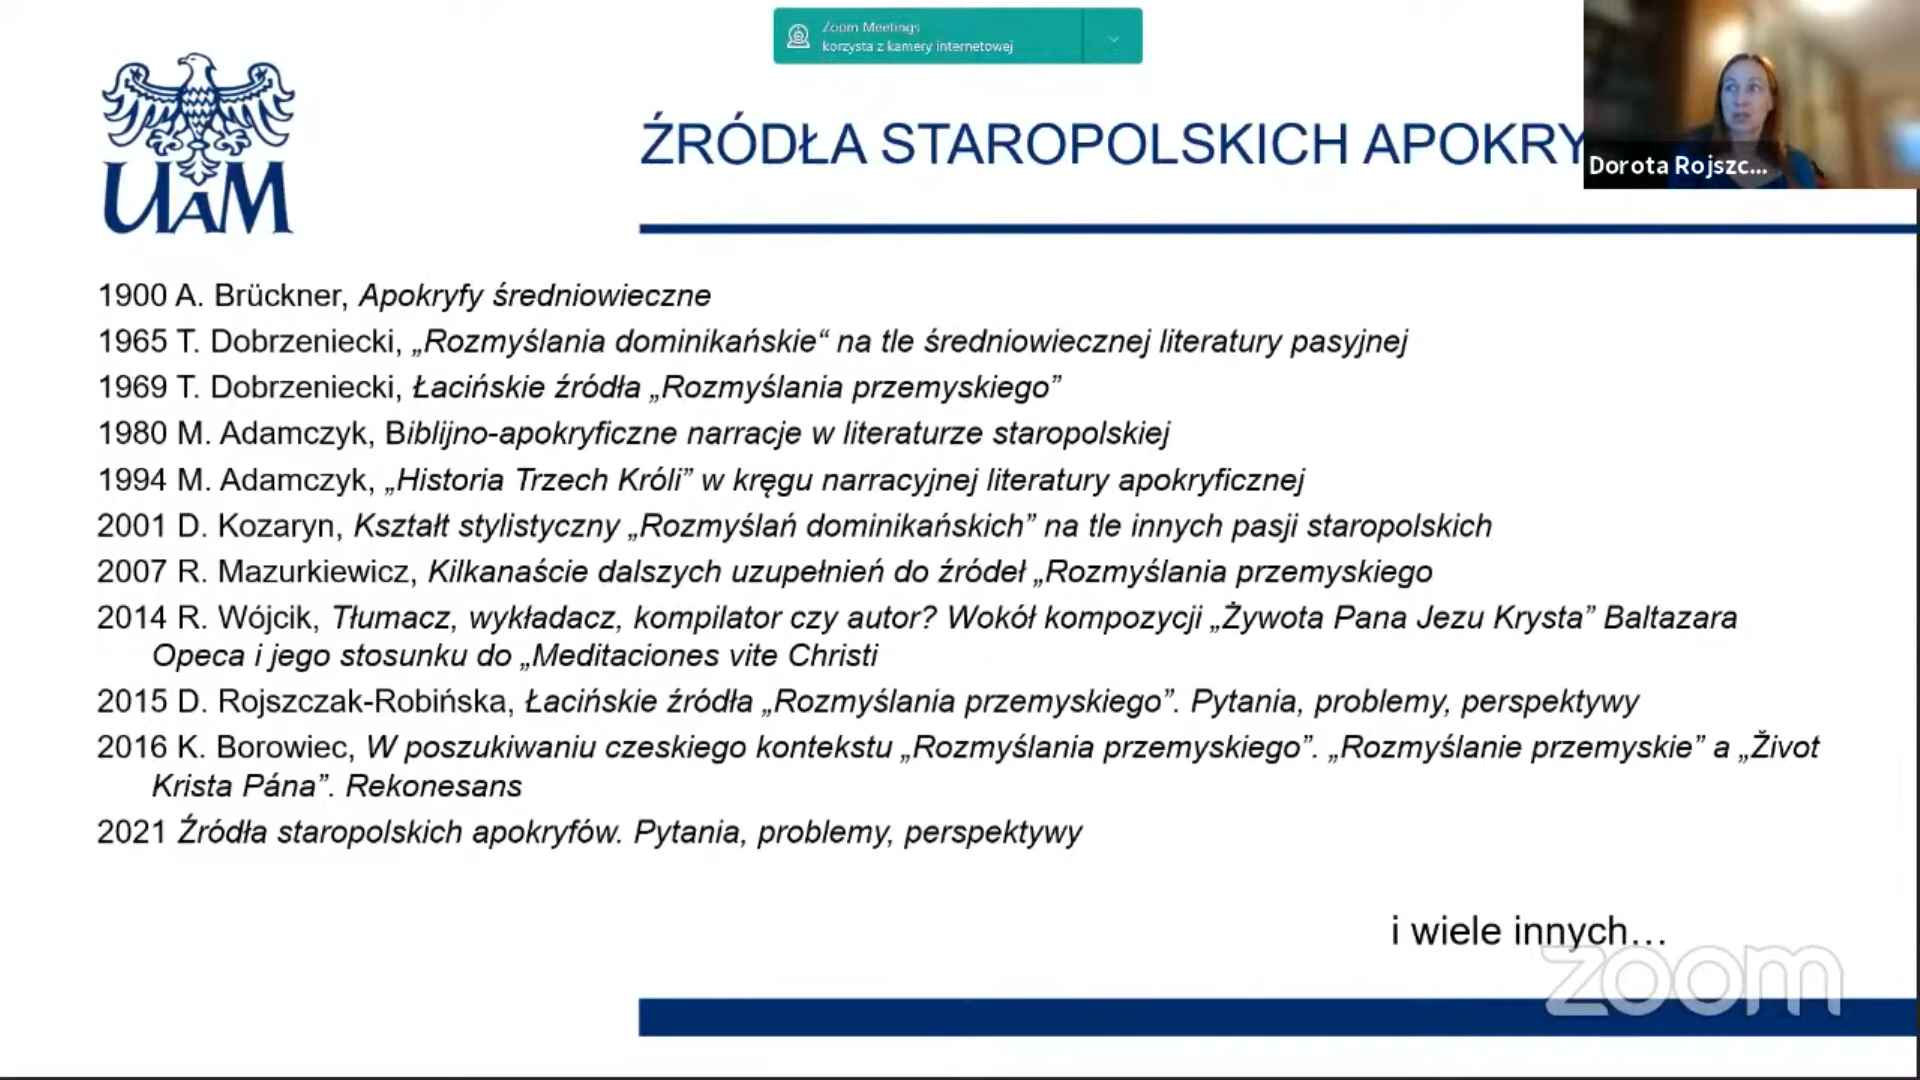 Zoom Meetings
korzysta z kamery internetowej
UAM
ŹRÓDŁA STAROPOLSKICH APOKRY
Dorota Rojszc...
1900 A. Brückner, Apokryfy średniowieczne
1965 T. Dobrzeniecki, „Rozmyślania dominikańskie“ na tle średniowiecznej literatury pasyjnej
1969 T. Dobrzeniecki, Łacińskie źródła „Rozmyślania przemyskiego”
1980 M. Adamczyk, Biblijno-apokryficzne narracje w literaturze staropolskiej
1994 M. Adamczyk, „Historia Trzech Króli” w kręgu narracyjnej literatury apokryficznej
2001 D. Kozaryn, Kształt stylistyczny „Rozmyślań dominikańskich” na tle innych pasji staropolskich
2007 R. Mazurkiewicz, Kilkanaście dalszych uzupełnień do źródeł „Rozmyślania przemyskiego
2014 R. Wójcik, Tłumacz, wykładacz, kompilator czy autor? Wokół kompozycji „Żywota Pana Jezu Krysta” Baltazara
Opeca i jego stosunku do „Meditaciones vite Christi
2015 D. Rojszczak-Robińska, Łacińskie źródła „Rozmyślania przemyskiego”. Pytania, problemy, perspektywy
2016 K. Borowiec, W poszukiwaniu czeskiego kontekstu „Rozmyślania przemyskiego”. „Rozmyślanie przemyskie” a „Život
Krista Pána”. Rekonesans
2021 Źródła staropolskich apokryfów. Pytania, problemy, perspektywy
i wiele innych…
zoom